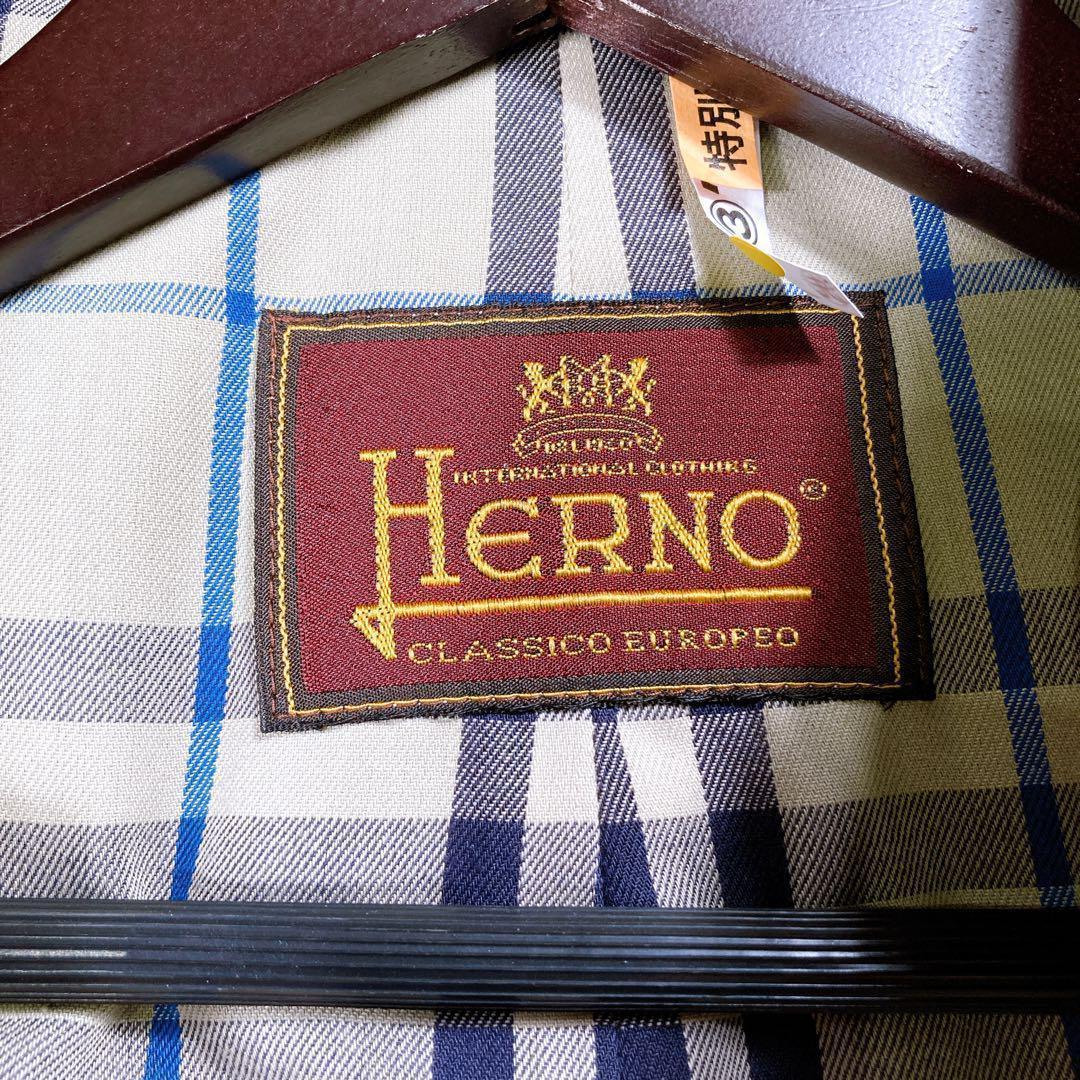 特別
③
INTERNATIONAL CLOTHING
HERNO®
CLASSICO EUROPEO